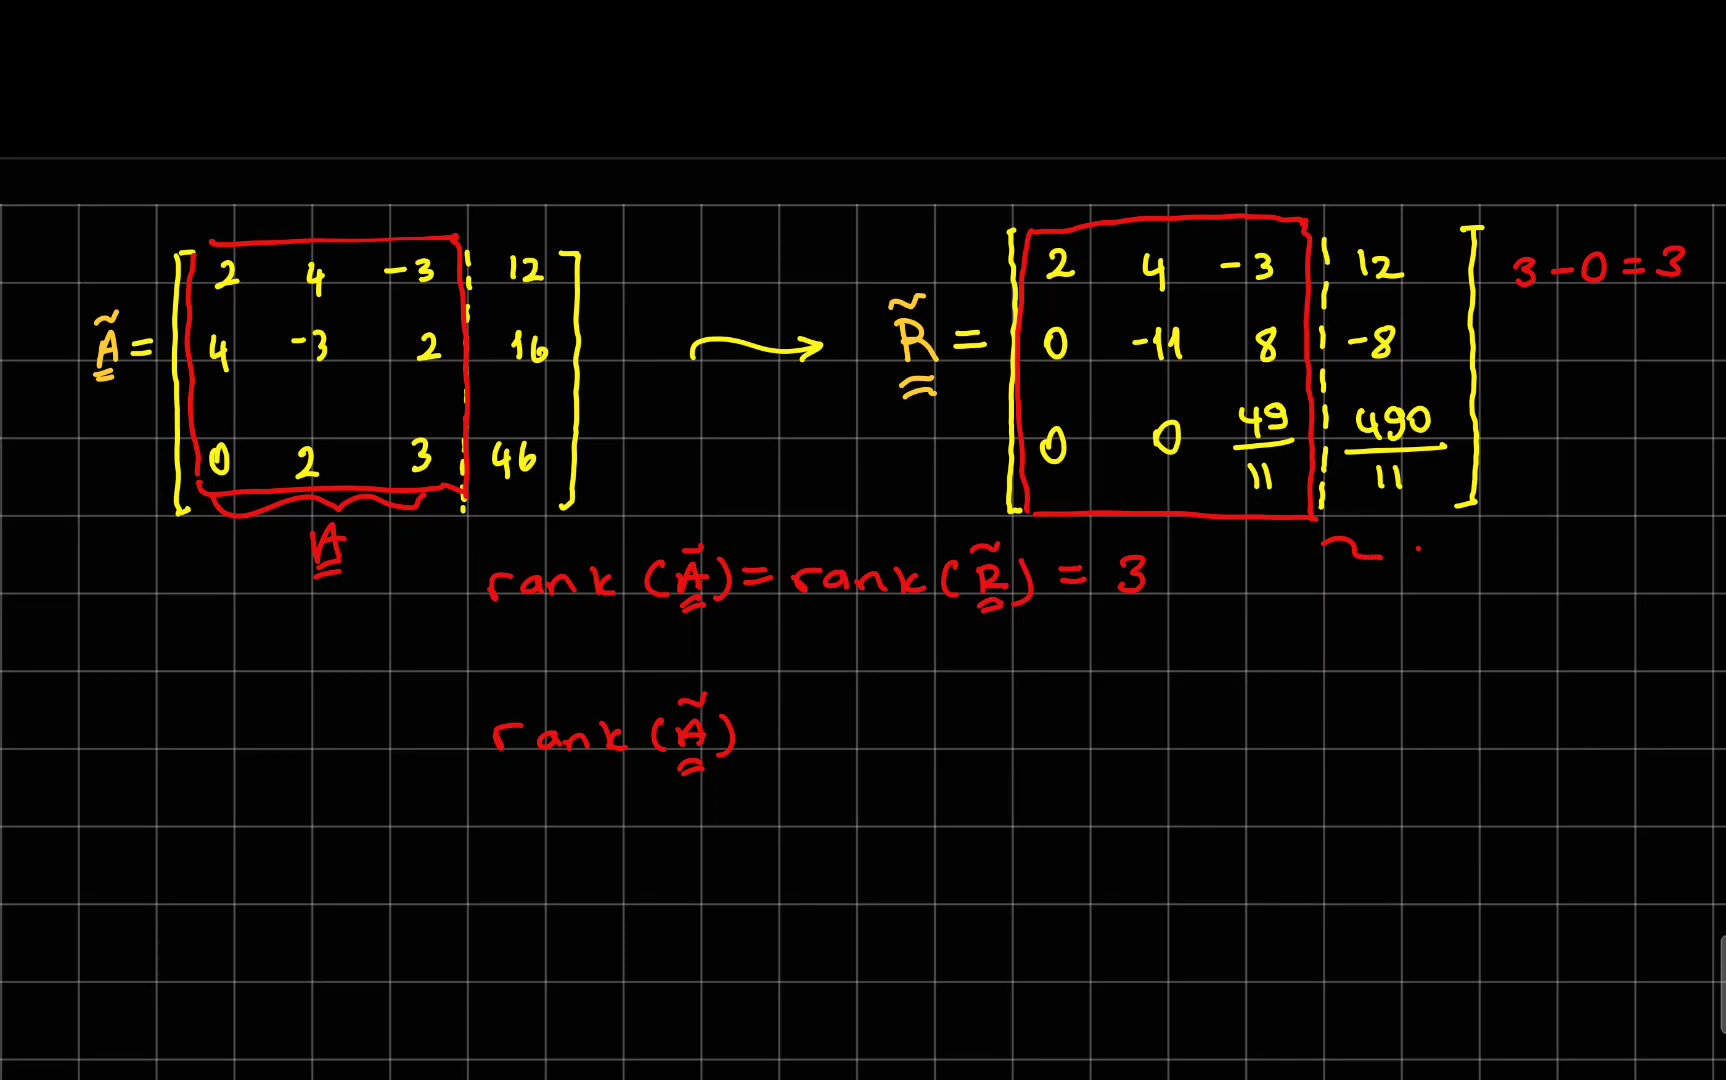 Ã = [ 2 4 -3 ¦ 12 ]
[ 4 -3 2 ¦ 16 ]
[ 0 2 3 ¦ 46 ]
A
→
R̃ = [ 2 4 -3 ¦ 12 ] 3 - 0 = 3
[ 0 -11 8 ¦ -8 ]
[ 0 0 49/11 ¦ 490/11 ]
~ .
rank (Ã) = rank (R̃) = 3
rank (Ã)